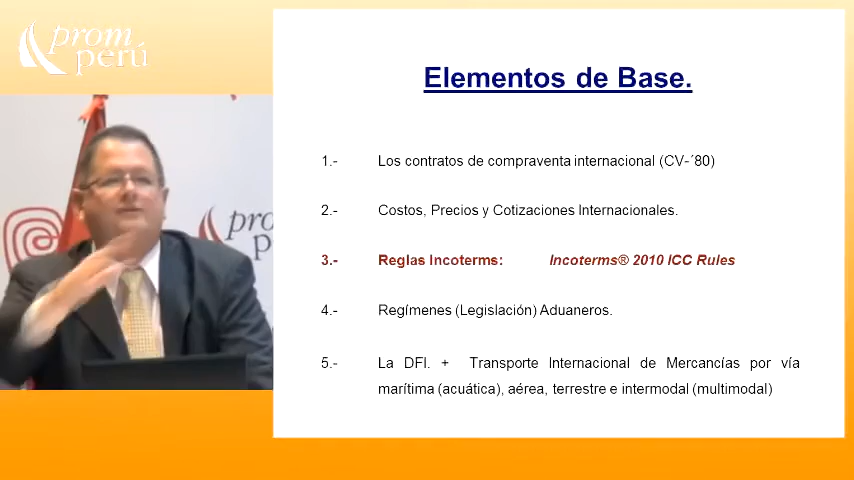 prom
perú
Elementos de Base.
1.- Los contratos de compraventa internacional (CV-´80)
2.- Costos, Precios y Cotizaciones Internacionales.
3.- Reglas Incoterms: Incoterms® 2010 ICC Rules
4.- Regímenes (Legislación) Aduaneros.
5.- La DFI. + Transporte Internacional de Mercancías por vía
marítima (acuática), aérea, terrestre e intermodal (multimodal)
prom
pe